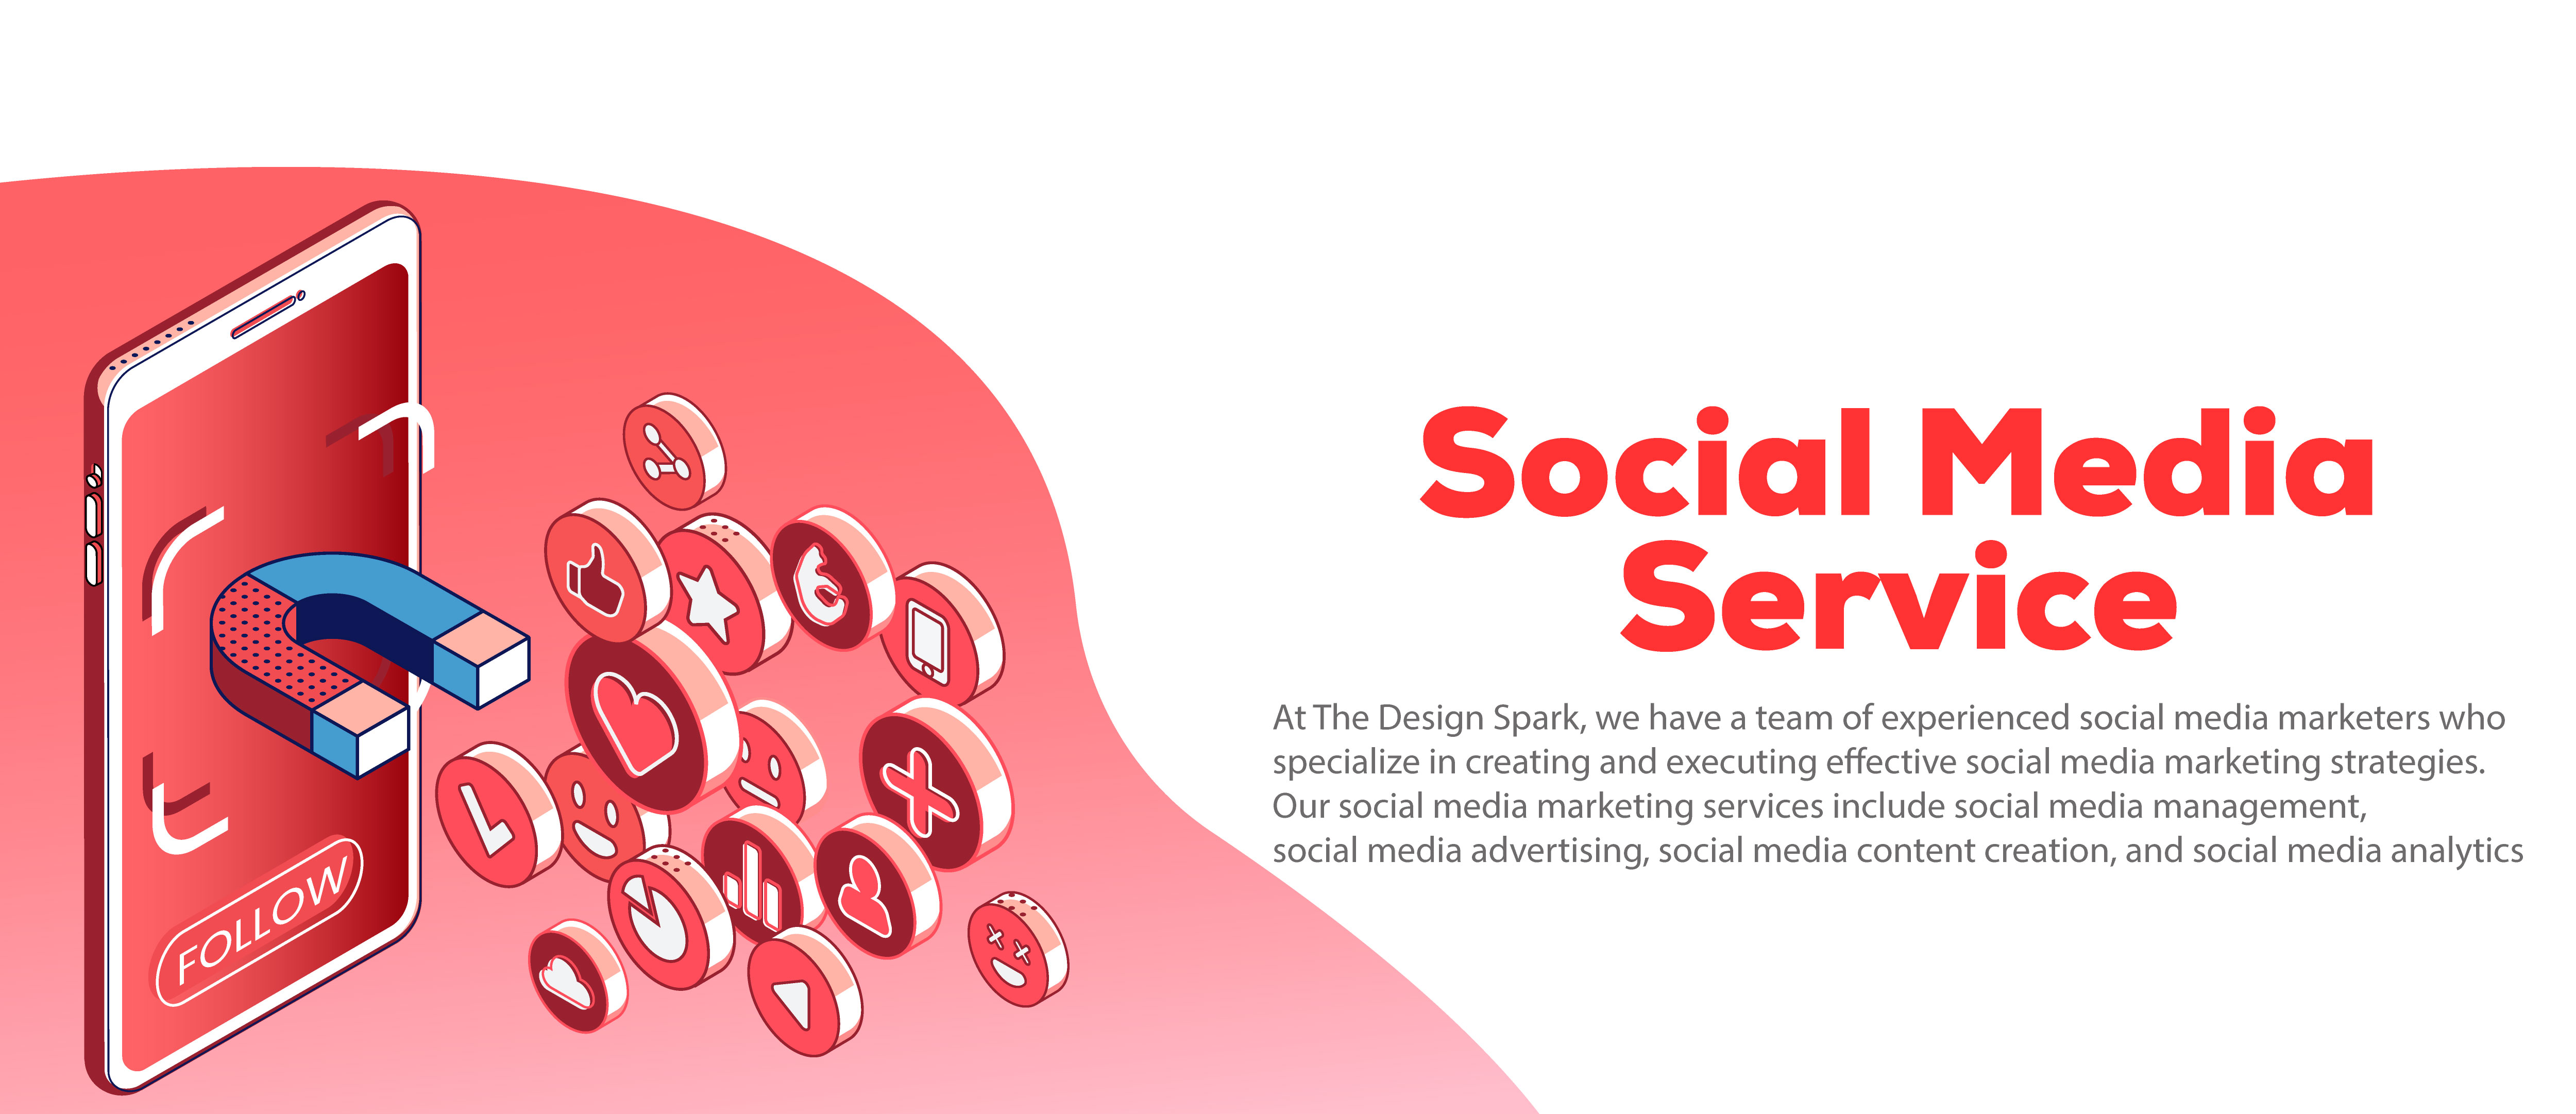 Social Media
Service
At The Design Spark, we have a team of experienced social media marketers who
specialize in creating and executing effective social media marketing strategies.
Our social media marketing services include social media management,
social media advertising, social media content creation, and social media analytics
FOLLOW